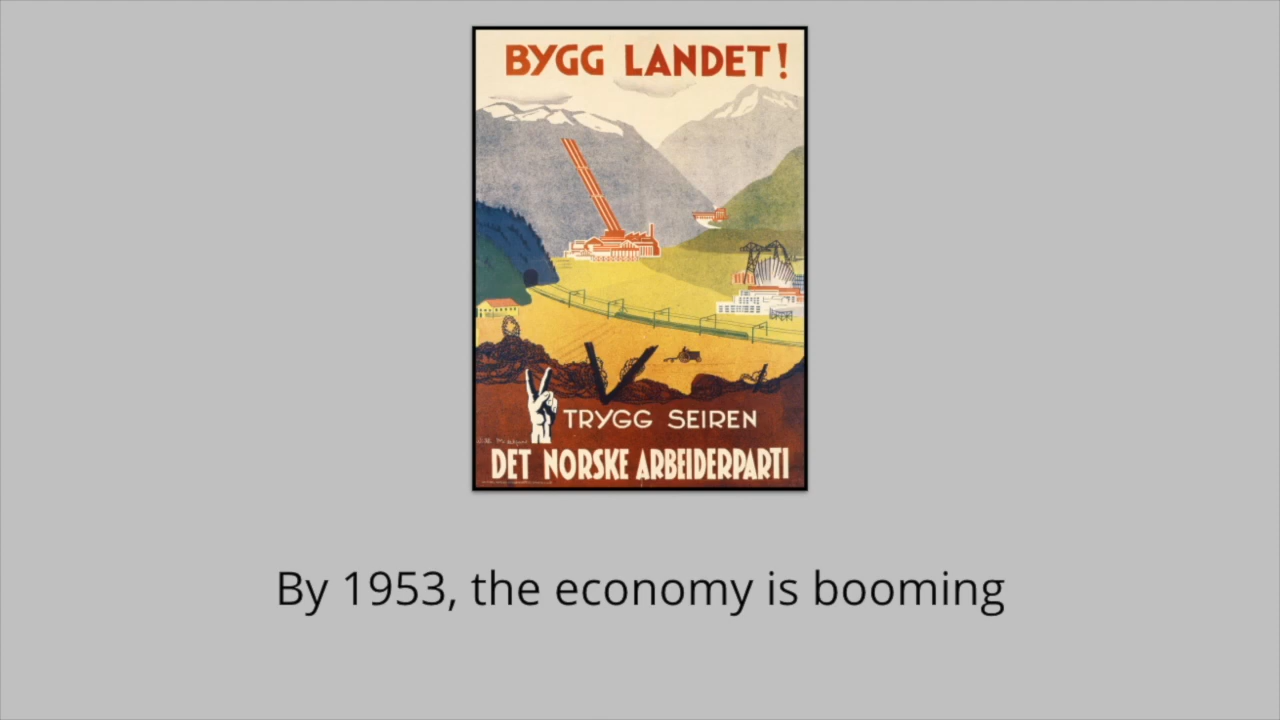 BYGG LANDET!
TRYGG SEIREN
DET NORSKE ARBEIDERPARTI
By 1953, the economy is booming